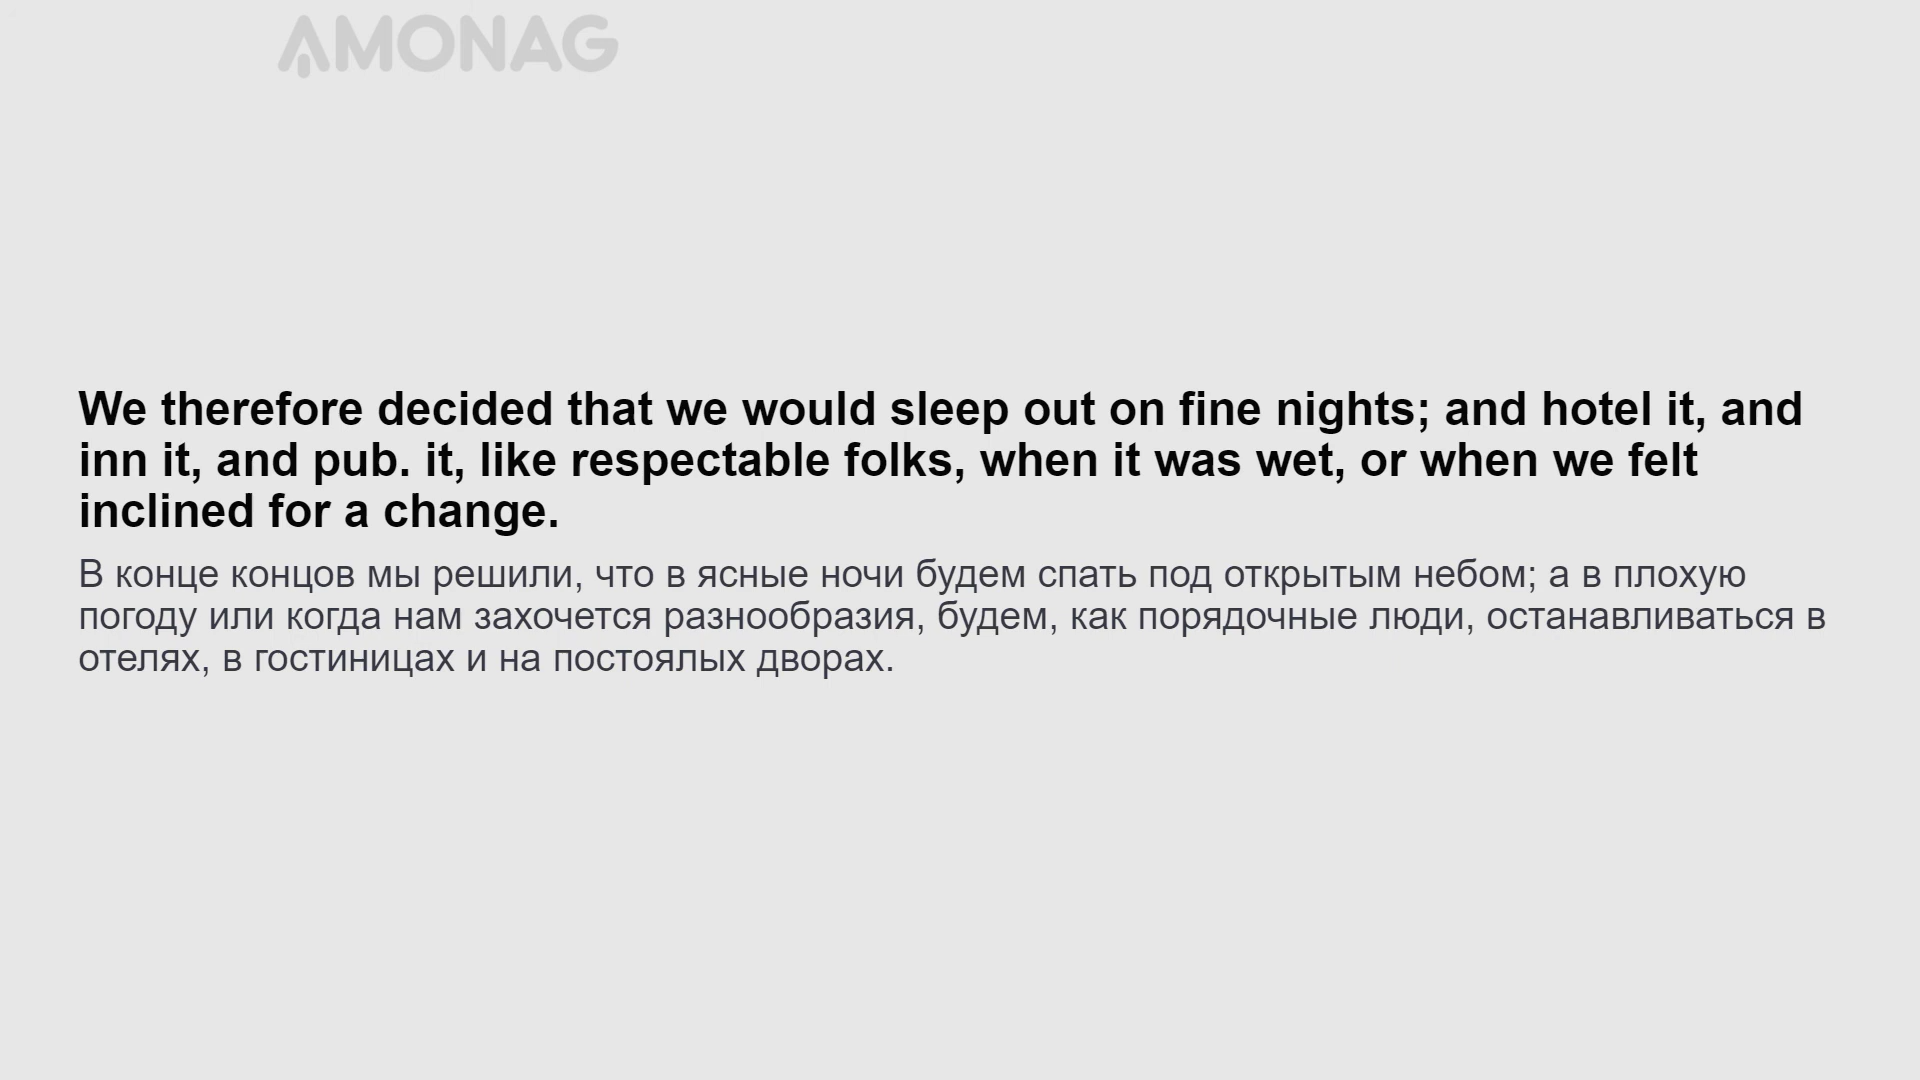 AMONAG
We therefore decided that we would sleep out on fine nights; and hotel it, and
inn it, and pub. it, like respectable folks, when it was wet, or when we felt
inclined for a change.
В конце концов мы решили, что в ясные ночи будем спать под открытым небом; а в плохую
погоду или когда нам захочется разнообразия, будем, как порядочные люди, останавливаться в
отелях, в гостиницах и на постоялых дворах.